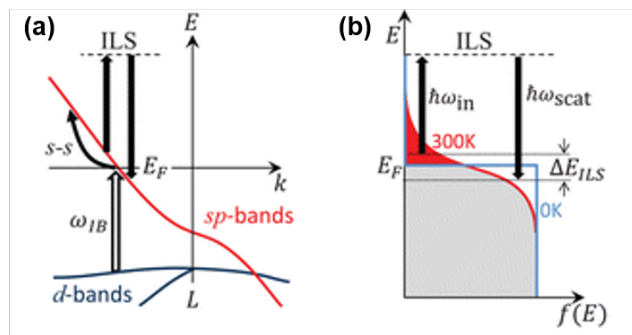 (a)
E
ILS
s-s
E_F
k
ω_IB
sp-bands
d-bands
L
(b)
E
ILS
ħω_in
ħω_scat
300K
E_F
ΔE_ILS
0K
f(E)